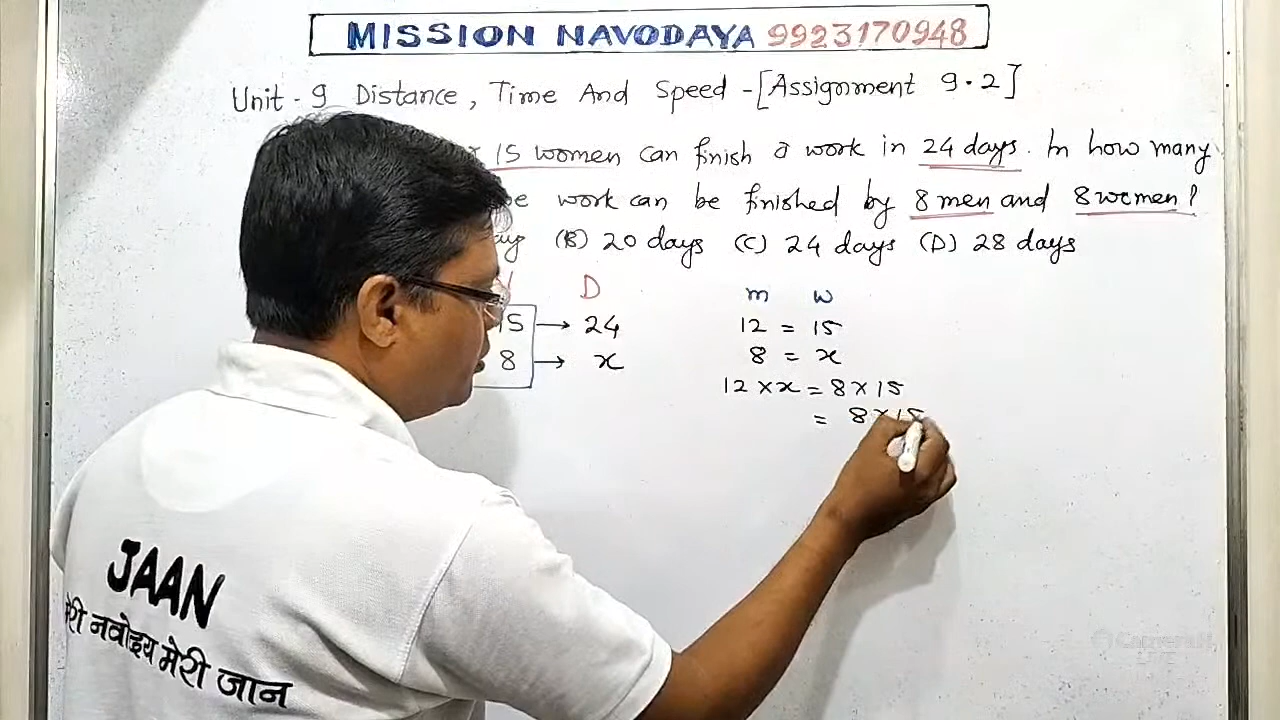 MISSION NAVODAYA 9923170948
Unit - 9 Distance, Time And Speed - [Assignment 9.2]
15 women can finish a work in 24 days. In how many
work can be finished by 8 men and 8 women?
(B) 20 days (C) 24 days (D) 28 days
D m w
15 → 24 12 = 15
8 → x 8 = x
12 × x = 8 × 15
= 8 × 15
JAAN
मेरी नवोदय मेरी जान